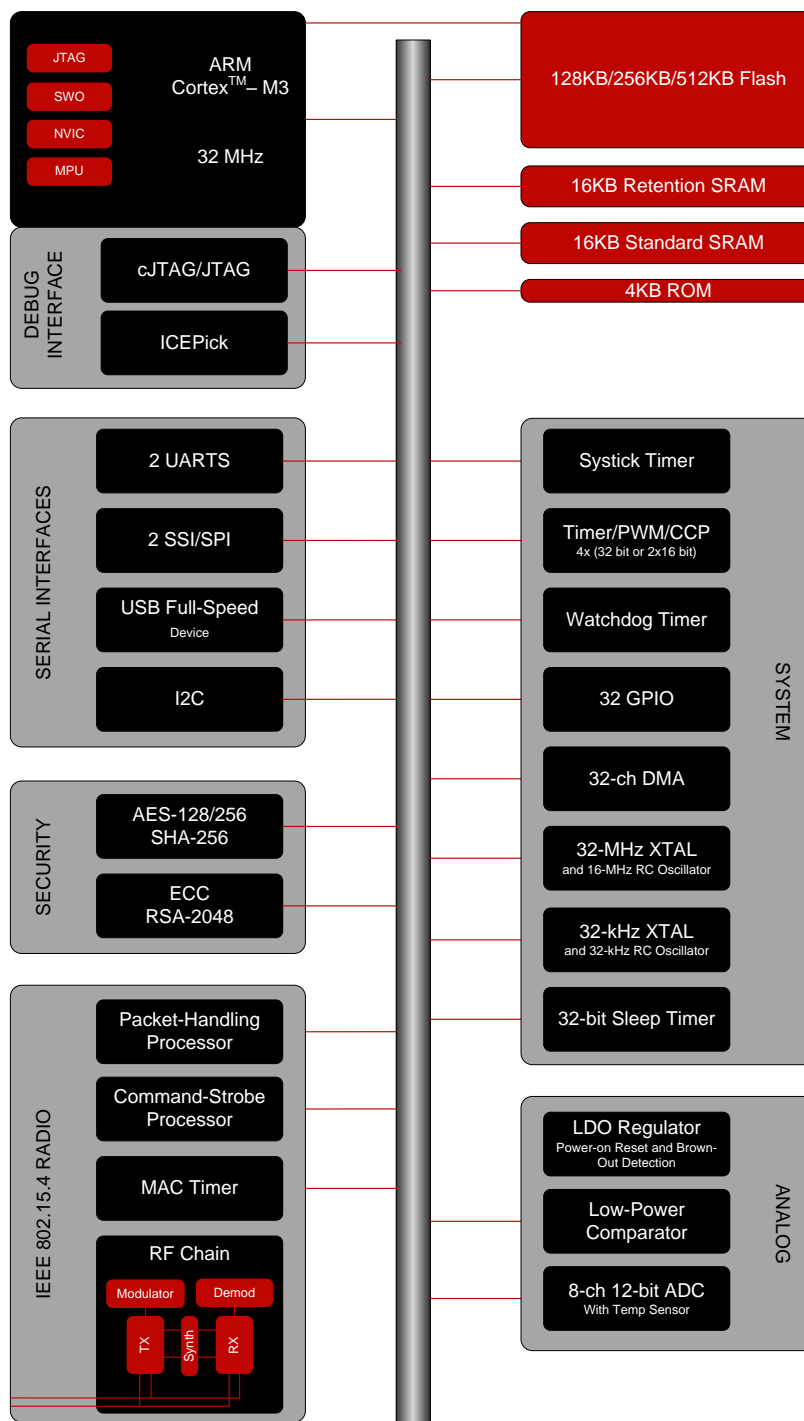 JTAG
SWO
NVIC
MPU
ARM
Cortex™– M3
32 MHz
128KB/256KB/512KB Flash
16KB Retention SRAM
16KB Standard SRAM
4KB ROM
DEBUG
INTERFACE
cJTAG/JTAG
ICEPick
SERIAL INTERFACES
2 UARTS
2 SSI/SPI
USB Full-Speed
Device
I2C
SYSTEM
Systick Timer
Timer/PWM/CCP
4x (32 bit or 2x16 bit)
Watchdog Timer
32 GPIO
32-ch DMA
32-MHz XTAL
and 16-MHz RC Oscillator
32-kHz XTAL
and 32-kHz RC Oscillator
32-bit Sleep Timer
SECURITY
AES-128/256
SHA-256
ECC
RSA-2048
IEEE 802.15.4 RADIO
Packet-Handling
Processor
Command-Strobe
Processor
MAC Timer
RF Chain
Modulator
Demod
TX
Synth
RX
ANALOG
LDO Regulator
Power-on Reset and Brown-
Out Detection
Low-Power
Comparator
8-ch 12-bit ADC
With Temp Sensor